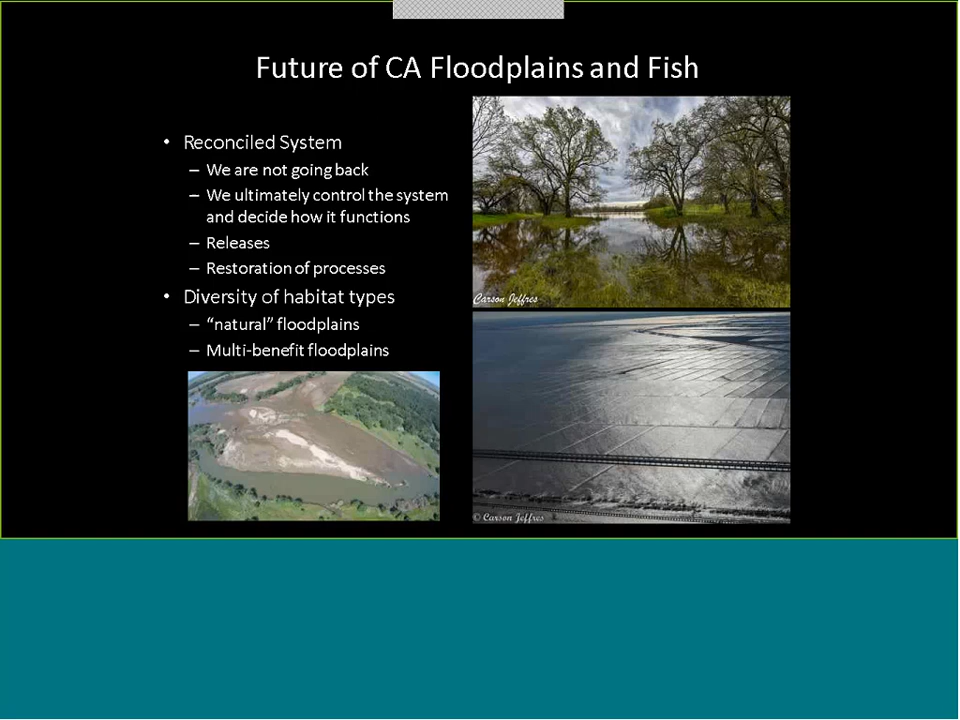 Future of CA Floodplains and Fish
• Reconciled System
– We are not going back
– We ultimately control the system
and decide how it functions
– Releases
– Restoration of processes
• Diversity of habitat types
– “natural” floodplains
– Multi-benefit floodplains
Carson Jeffres
© Carson Jeffres